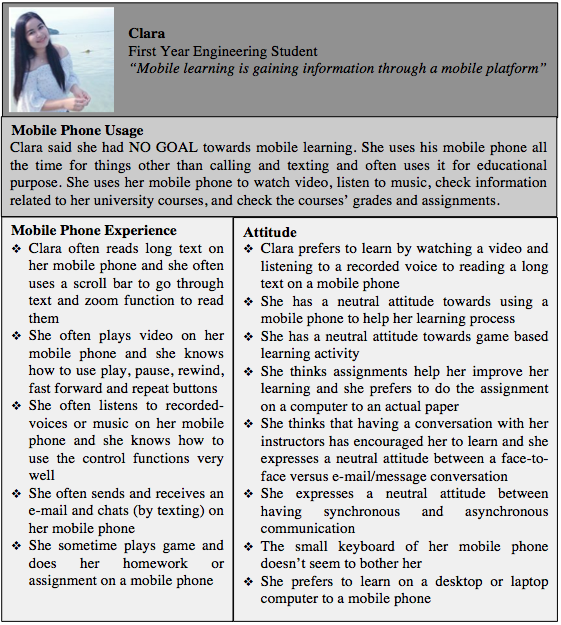 Clara
First Year Engineering Student
“Mobile learning is gaining information through a mobile platform”
Mobile Phone Usage
Clara said she had NO GOAL towards mobile learning. She uses his mobile phone all
the time for things other than calling and texting and often uses it for educational
purpose. She uses her mobile phone to watch video, listen to music, check information
related to her university courses, and check the courses’ grades and assignments.
Mobile Phone Experience
❖ Clara often reads long text on
her mobile phone and she often
uses a scroll bar to go through
text and zoom function to read
them
❖ She often plays video on her
mobile phone and she knows
how to use play, pause, rewind,
fast forward and repeat buttons
❖ She often listens to recorded-
voices or music on her mobile
phone and she knows how to
use the control functions very
well
❖ She often sends and receives an
e-mail and chats (by texting) on
her mobile phone
❖ She sometime plays game and
does her homework or
assignment on a mobile phone
Attitude
❖ Clara prefers to learn by watching a video and
listening to a recorded voice to reading a long
text on a mobile phone
❖ She has a neutral attitude towards using a
mobile phone to help her learning process
❖ She has a neutral attitude towards game based
learning activity
❖ She thinks assignments help her improve her
learning and she prefers to do the assignment
on a computer to an actual paper
❖ She thinks that having a conversation with her
instructors has encouraged her to learn and she
expresses a neutral attitude between a face-to-
face versus e-mail/message conversation
❖ She expresses a neutral attitude between
having synchronous and asynchronous
communication
❖ The small keyboard of her mobile phone
doesn’t seem to bother her
❖ She prefers to learn on a desktop or laptop
computer to a mobile phone